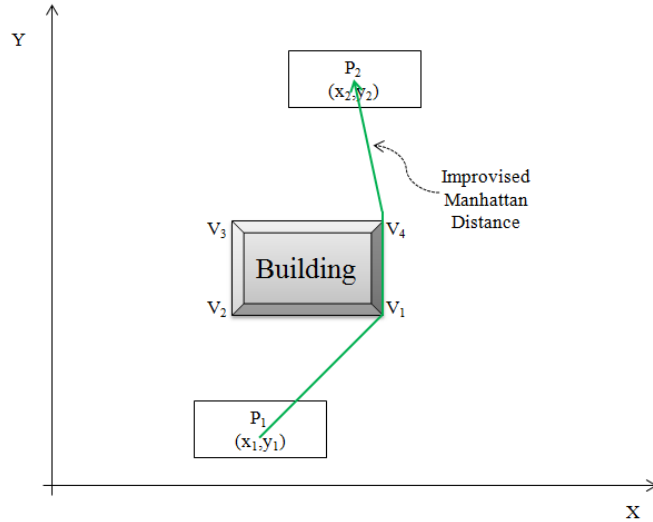 Y
P₂
(x₂,y₂)
Improvised
Manhattan
Distance
V₃
V₄
Building
V₂
V₁
P₁
(x₁,y₁)
X